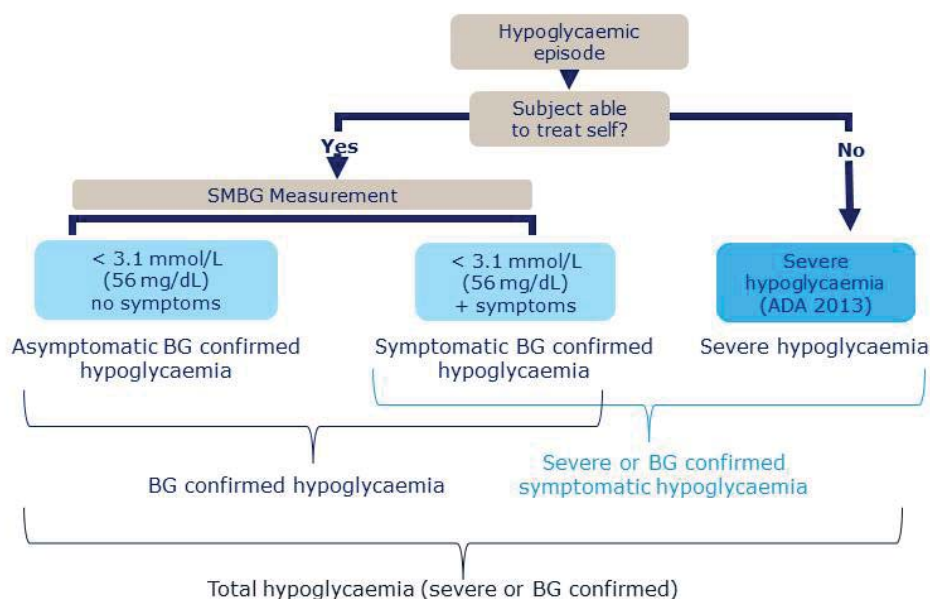 Hypoglycaemic
episode
Subject able
to treat self?
Yes
No
SMBG Measurement
< 3.1 mmol/L
(56 mg/dL)
no symptoms
< 3.1 mmol/L
(56 mg/dL)
+ symptoms
Severe
hypoglycaemia
(ADA 2013)
Asymptomatic BG confirmed
hypoglycaemia
Symptomatic BG confirmed
hypoglycaemia
Severe hypoglycaemia
BG confirmed hypoglycaemia
Severe or BG confirmed
symptomatic hypoglycaemia
Total hypoglycaemia (severe or BG confirmed)